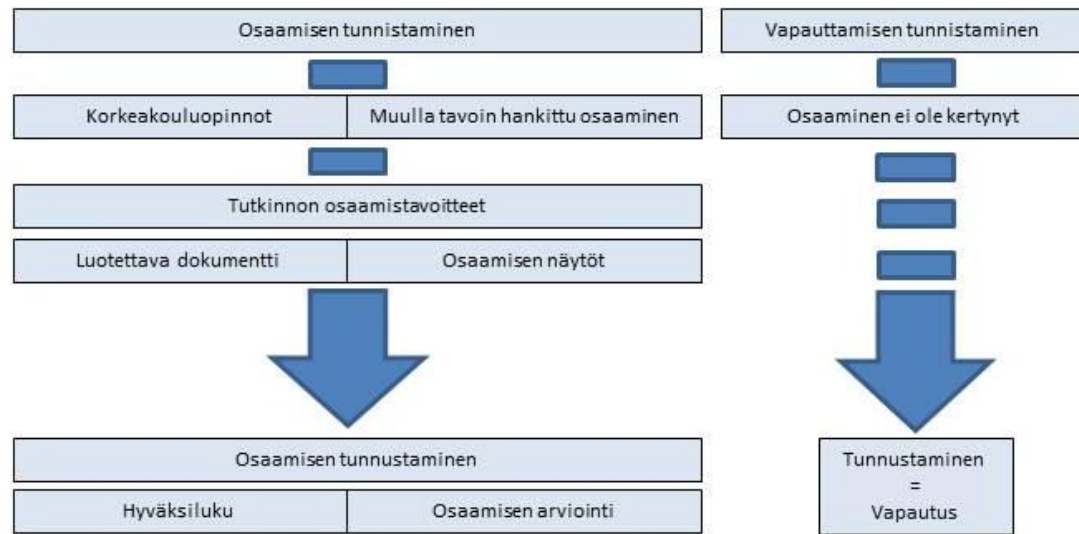 Osaamisen tunnistaminen
Korkeakouluopinnot
Muulla tavoin hankittu osaaminen
Tutkinnon osaamistavoitteet
Luotettava dokumentti
Osaamisen näytöt
Osaamisen tunnustaminen
Hyväksiluku
Osaamisen arviointi
Vapauttamisen tunnistaminen
Osaaminen ei ole kertynyt
Tunnustaminen
=
Vapautus